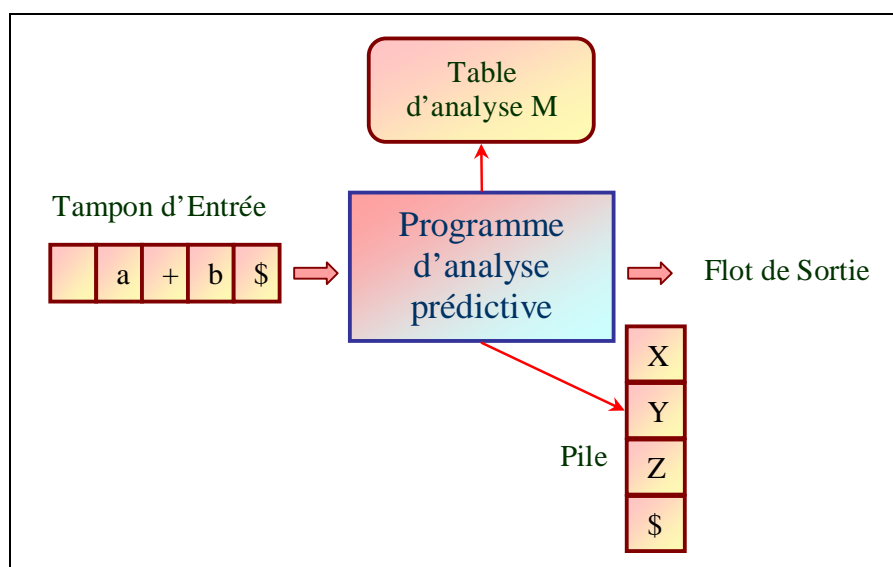 Table
d'analyse M
Tampon d'Entrée
Programme
d'analyse
prédictive
a + b $
Flot de Sortie
X
Y
Pile
Z
$